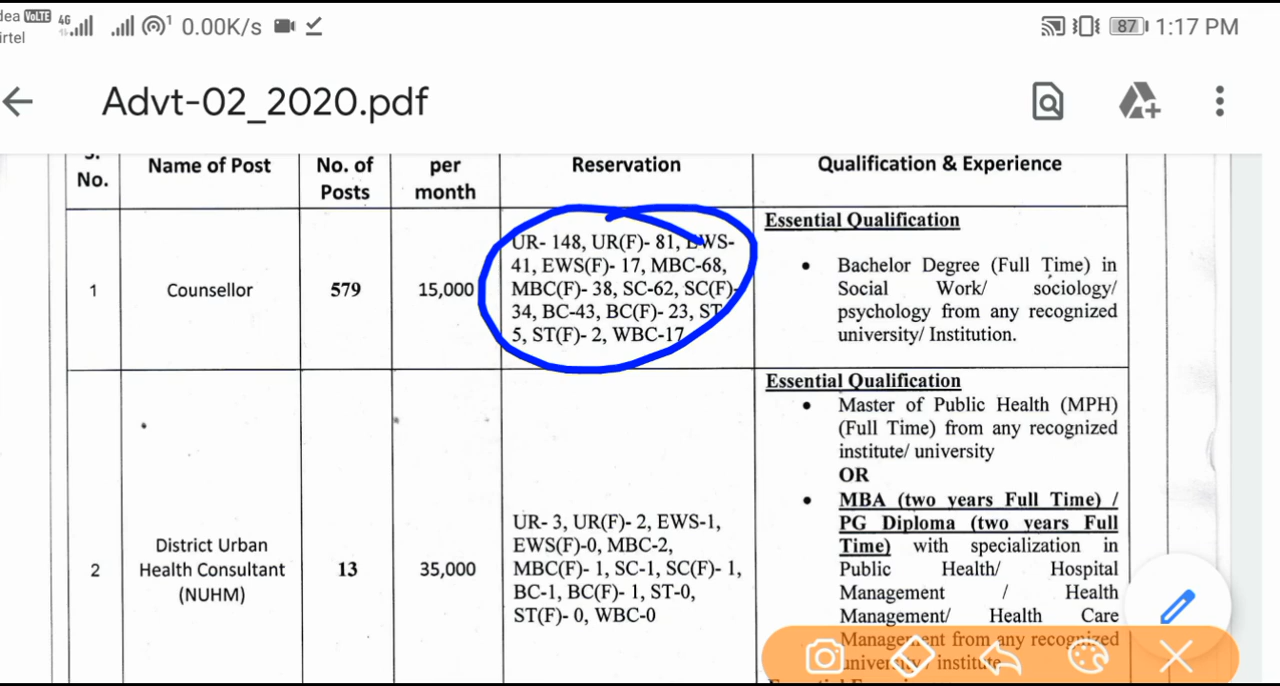 dea VoLTE 4G 1 0.00K/s 87 1:17 PM
irtel
Advt-02_2020.pdf
No. Name of Post No. of Posts per month Reservation Qualification & Experience
1 Counsellor 579 15,000
UR- 148, UR(F)- 81, EWS-
41, EWS(F)- 17, MBC-68,
MBC(F)- 38, SC-62, SC(F)-
34, BC-43, BC(F)- 23, ST
5, ST(F)- 2, WBC-17
Essential Qualification
• Bachelor Degree (Full Time) in
Social Work/ sociology/
psychology from any recognized
university/ Institution.
2 District Urban
Health Consultant
(NUHM)
13 35,000
UR- 3, UR(F)- 2, EWS-1,
EWS(F)-0, MBC-2,
MBC(F)- 1, SC-1, SC(F)- 1,
BC-1, BC(F)- 1, ST-0,
ST(F)- 0, WBC-0
Essential Qualification
• Master of Public Health (MPH)
(Full Time) from any recognized
institute/ university
OR
• MBA (two years Full Time) /
PG Diploma (two years Full
Time) with specialization in
Public Health/ Hospital
Management / Health
Management/ Health Care
Management from any recognized
university/ institute